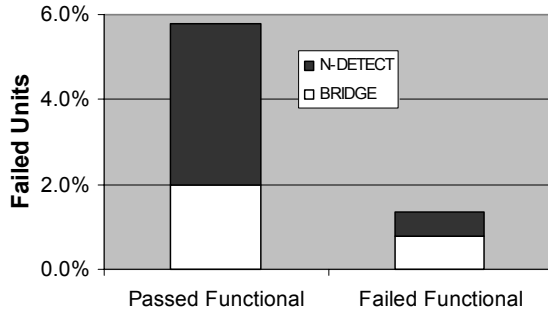 Failed Units
6.0%
4.0%
2.0%
0.0%
N-DETECT
BRIDGE
Passed Functional
Failed Functional